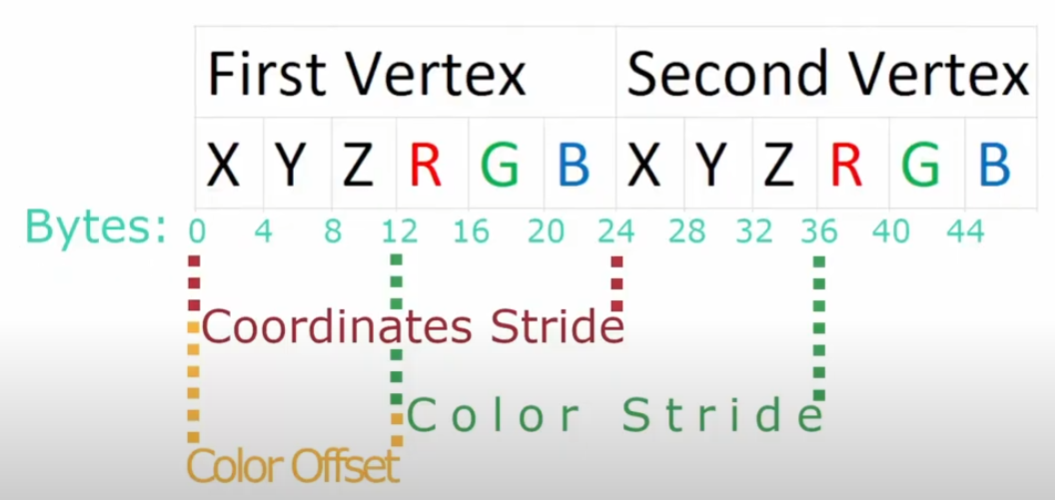 First Vertex Second Vertex
X Y Z R G B X Y Z R G B
Bytes: 0 4 8 12 16 20 24 28 32 36 40 44
Coordinates Stride
Color Stride
Color Offset